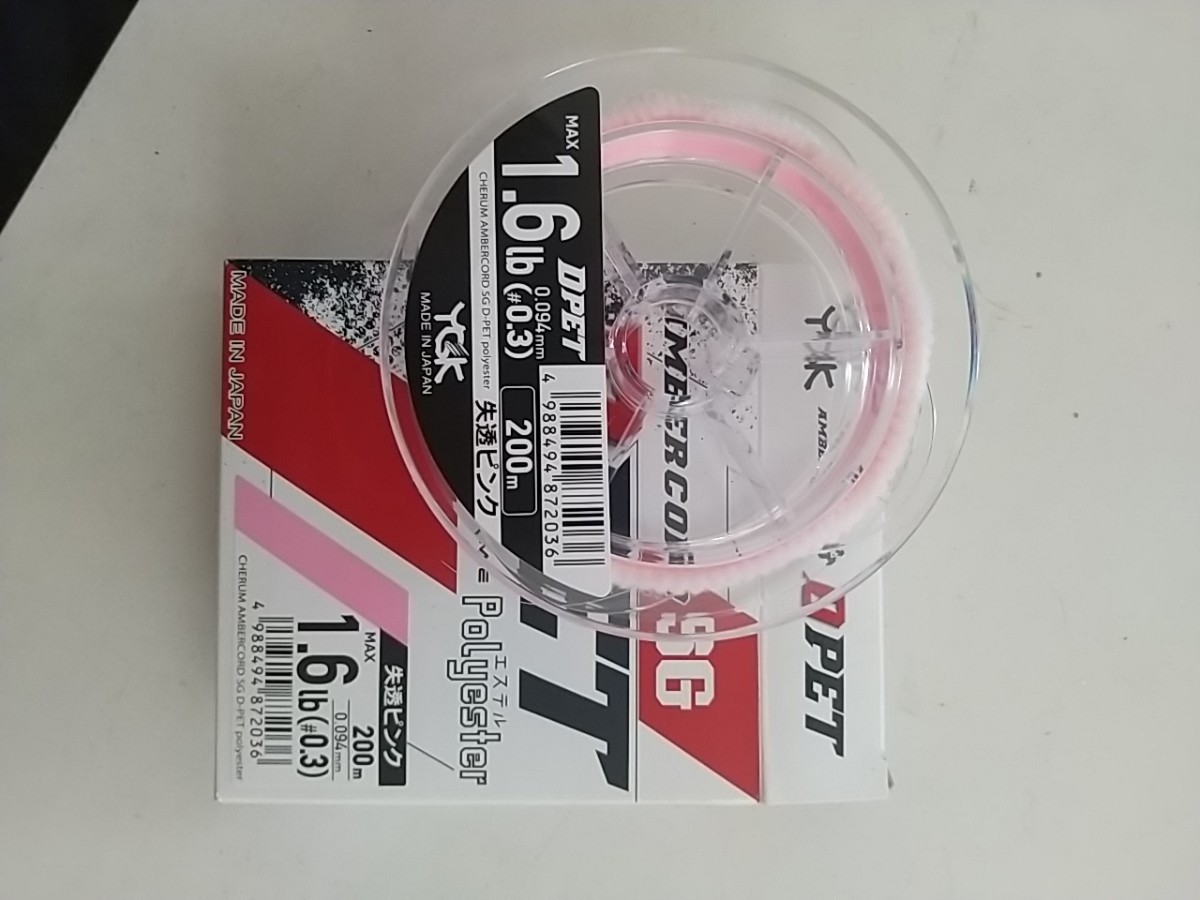 MAX
1.6lb(#0.3)
DPET
0.094mm
CHERUM AMBERCORD SG D-PET polyester
200m
失透ピンク
YGK
MADE IN JAPAN
4 988494 872036
YGK
PET
SG
エステル
Polyester
MADE IN JAPAN
失透ピンク
MAX
1.6lb(#0.3)
200m
0.094mm
4 988494 872036
CHERUM AMBERCORD SG D-PET polyester